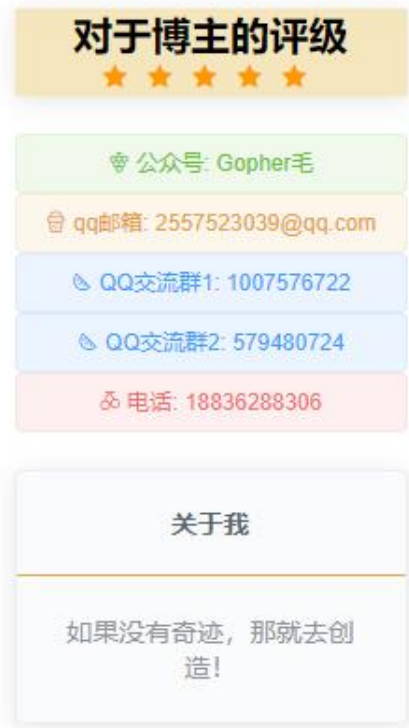 对于博主的评级
公众号: Gopher毛
qq邮箱: 2557523039@qq.com
QQ交流群1: 1007576722
QQ交流群2: 579480724
电话: 18836288306
关于我
如果没有奇迹，那就去创
造！